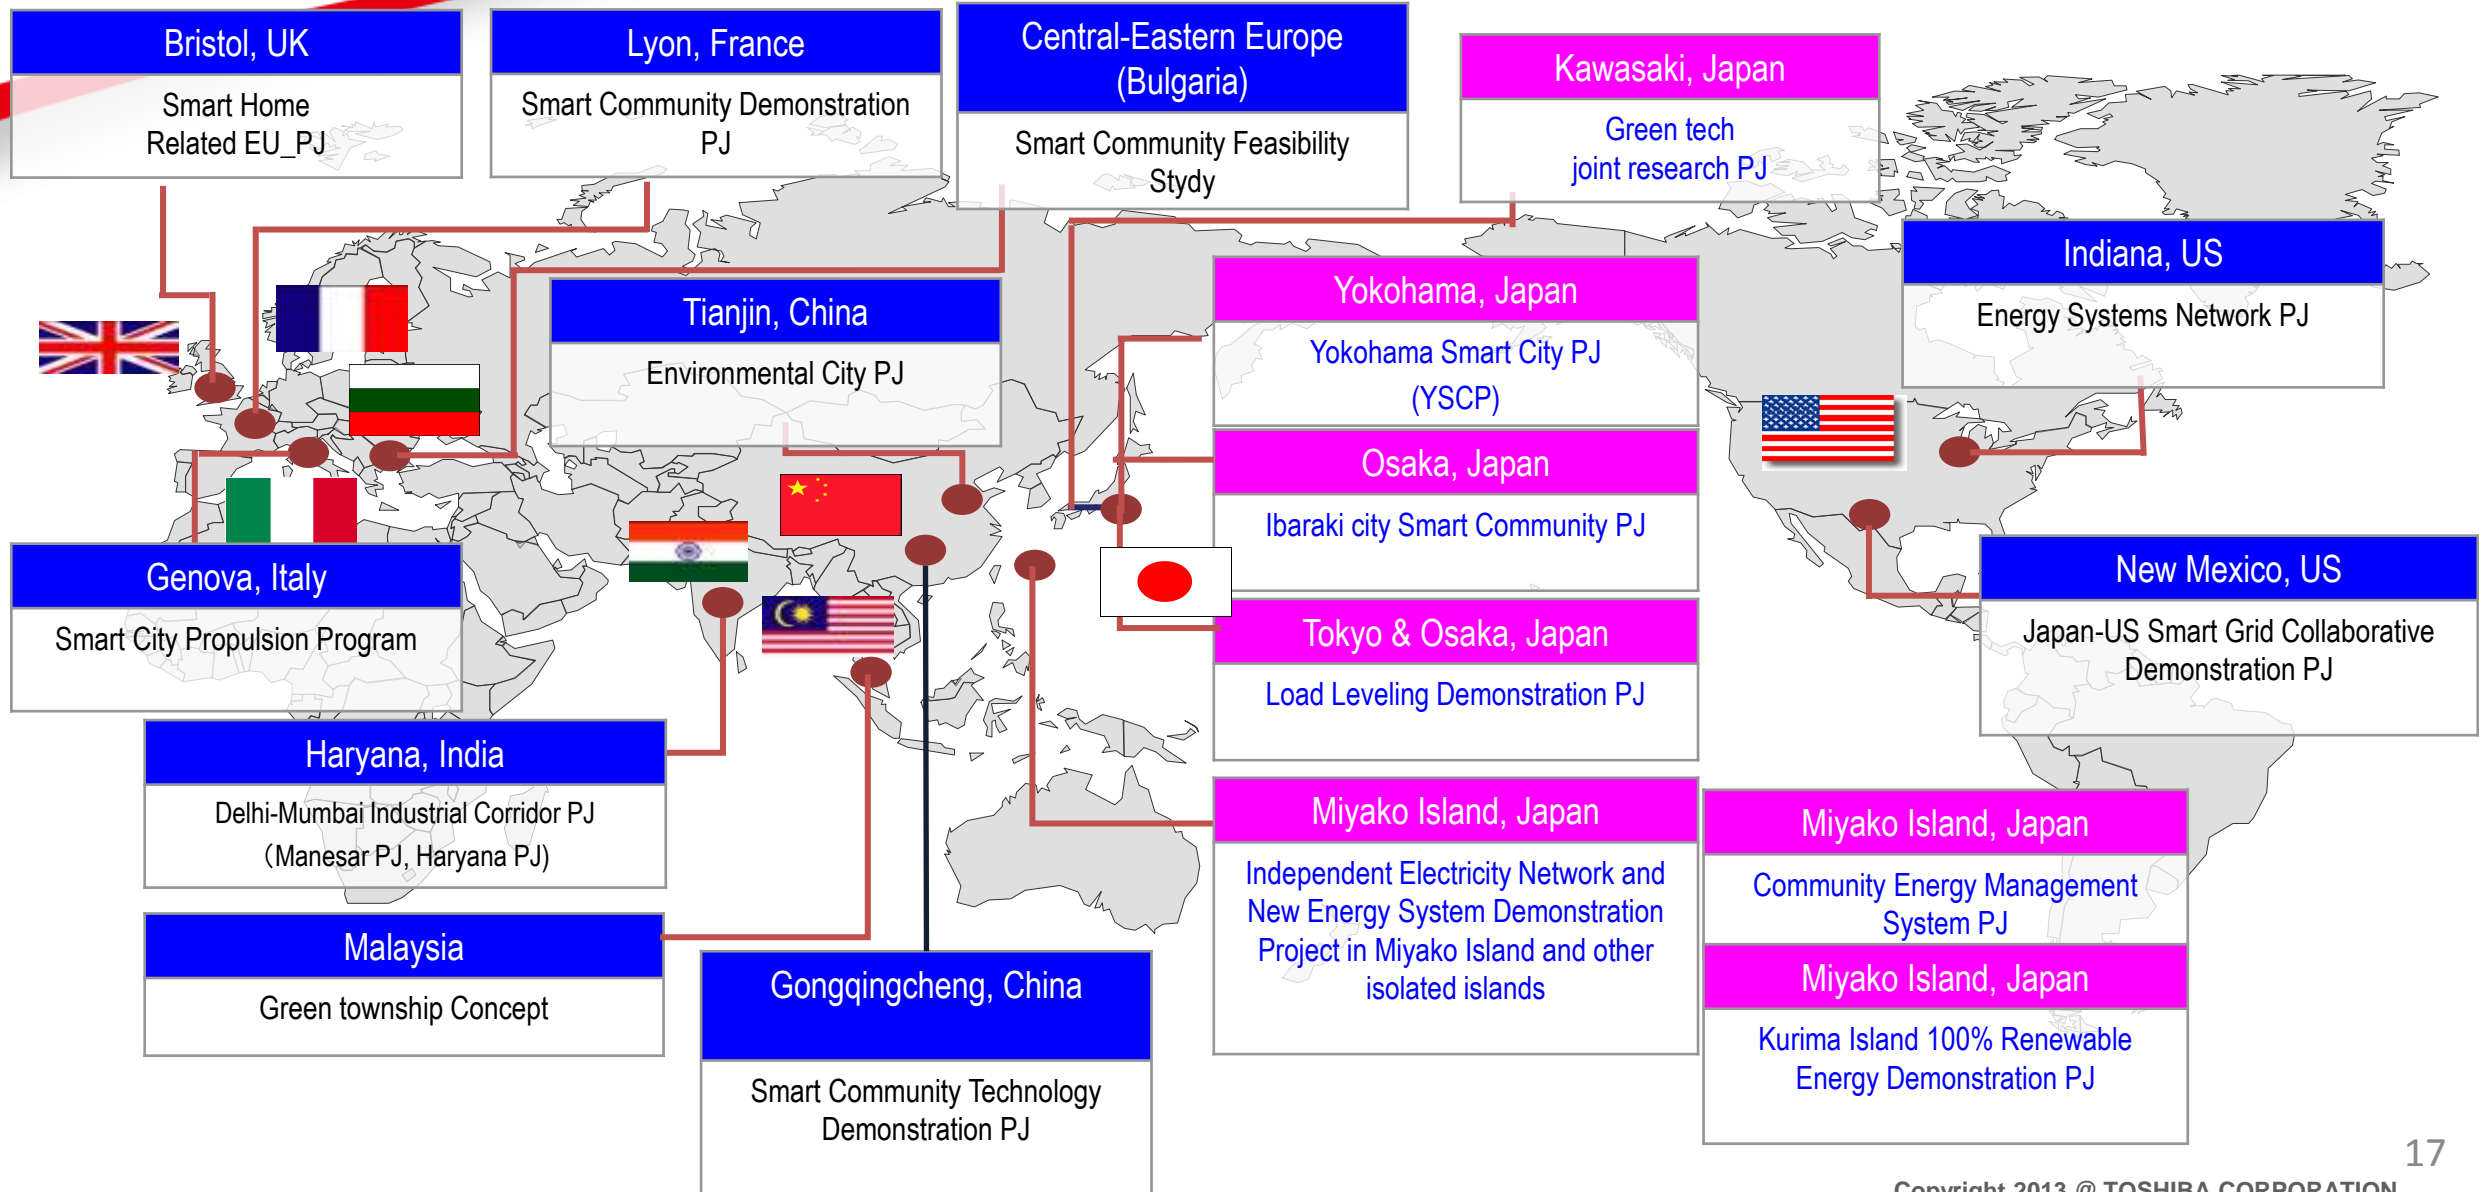 Bristol, UK
Smart Home
Related EU_PJ
Lyon, France
Smart Community Demonstration
PJ
Central-Eastern Europe
(Bulgaria)
Smart Community Feasibility
Stydy
Kawasaki, Japan
Green tech
joint research PJ
Indiana, US
Energy Systems Network PJ
Tianjin, China
Environmental City PJ
Yokohama, Japan
Yokohama Smart City PJ
(YSCP)
Osaka, Japan
Ibaraki city Smart Community PJ
Tokyo & Osaka, Japan
Load Leveling Demonstration PJ
Genova, Italy
Smart City Propulsion Program
New Mexico, US
Japan-US Smart Grid Collaborative
Demonstration PJ
Haryana, India
Delhi-Mumbai Industrial Corridor PJ
（Manesar PJ, Haryana PJ)
Malaysia
Green township Concept
Gongqingcheng, China
Smart Community Technology
Demonstration PJ
Miyako Island, Japan
Independent Electricity Network and
New Energy System Demonstration
Project in Miyako Island and other
isolated islands
Miyako Island, Japan
Community Energy Management
System PJ
Miyako Island, Japan
Kurima Island 100% Renewable
Energy Demonstration PJ
17
Copyright 2013 @ TOSHIBA CORPORATION